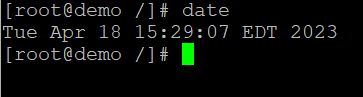 [root@demo /]# date
Tue Apr 18 15:29:07 EDT 2023
[root@demo /]#